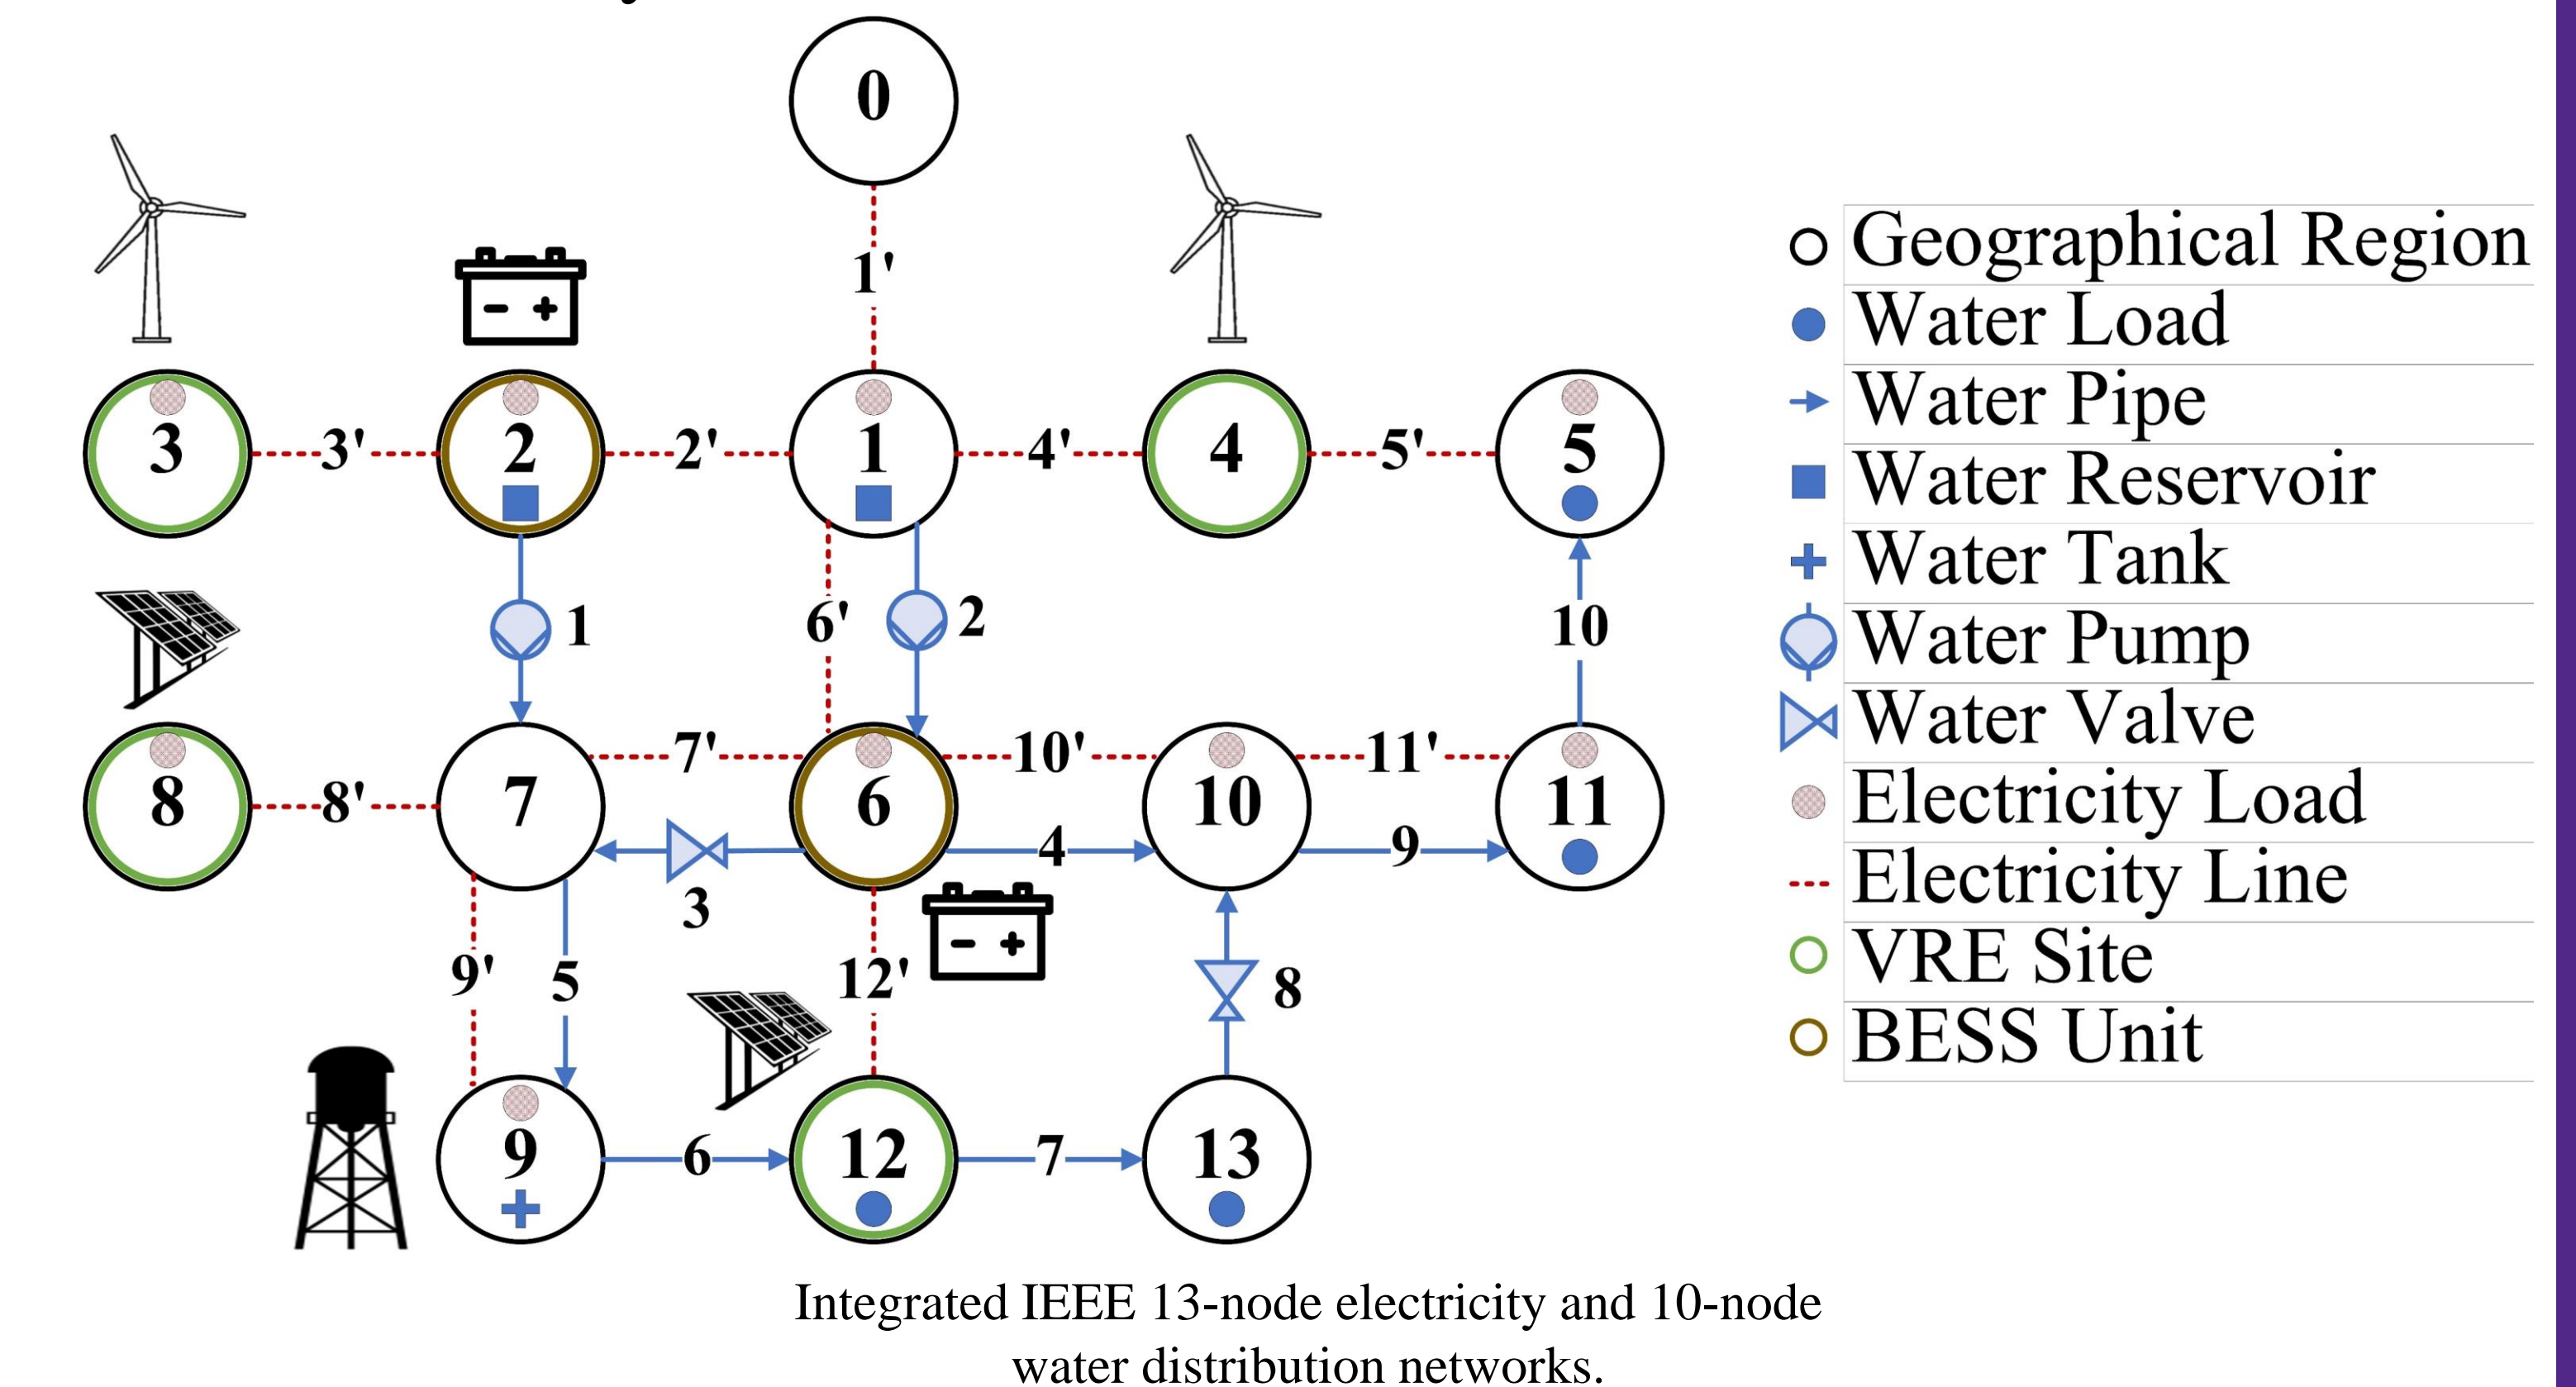 0
1'
3
3'
2
2'
1
4'
4
5'
5
1
6'
2
10
8
8'
7
7'
6
10'
10
11'
11
3
4
9
9'
5
12'
8
9
6
12
7
13
Geographical Region
Water Load
Water Pipe
Water Reservoir
Water Tank
Water Pump
Water Valve
Electricity Load
Electricity Line
VRE Site
BESS Unit
Integrated IEEE 13-node electricity and 10-node
water distribution networks.